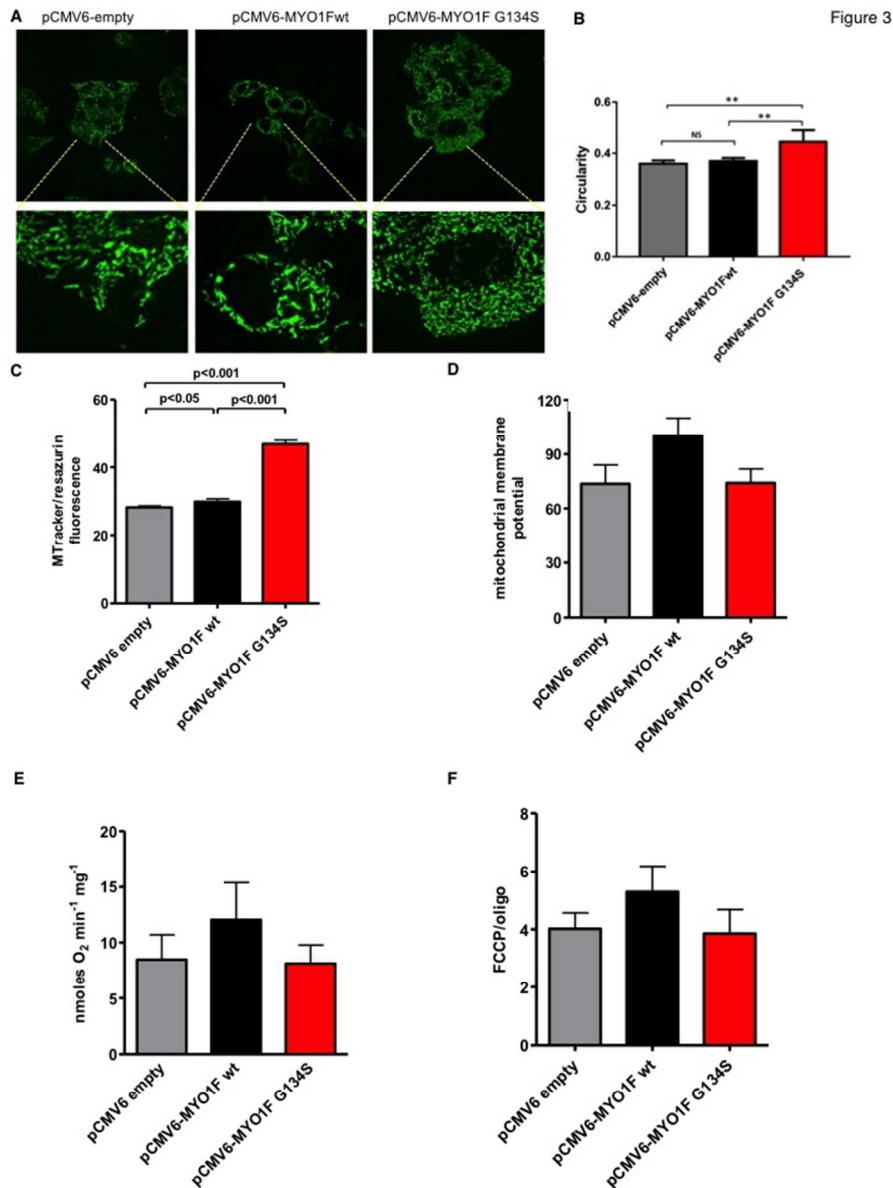 Figure 3
A
pCMV6-empty
pCMV6-MYO1Fwt
pCMV6-MYO1F G134S
B
Circularity
0.6
0.4
0.2
0.0
**
**
NS
pCMV6-empty
pCMV6-MYO1Fwt
pCMV6-MYO1F G134S
C
MTracker/resazurin
fluorescence
60
40
20
0
p<0.001
p<0.05
p<0.001
pCMV6 empty
pCMV6-MYO1F wt
pCMV6-MYO1F G134S
D
mitochondrial membrane
potential
120
90
60
30
0
pCMV6 empty
pCMV6-MYO1F wt
pCMV6-MYO1F G134S
E
nmoles O2 min-1 mg-1
20
15
10
5
0
pCMV6 empty
pCMV6-MYO1F wt
pCMV6-MYO1F G134S
F
FCCP/oligo
8
6
4
2
0
pCMV6 empty
pCMV6-MYO1F wt
pCMV6-MYO1F G134S